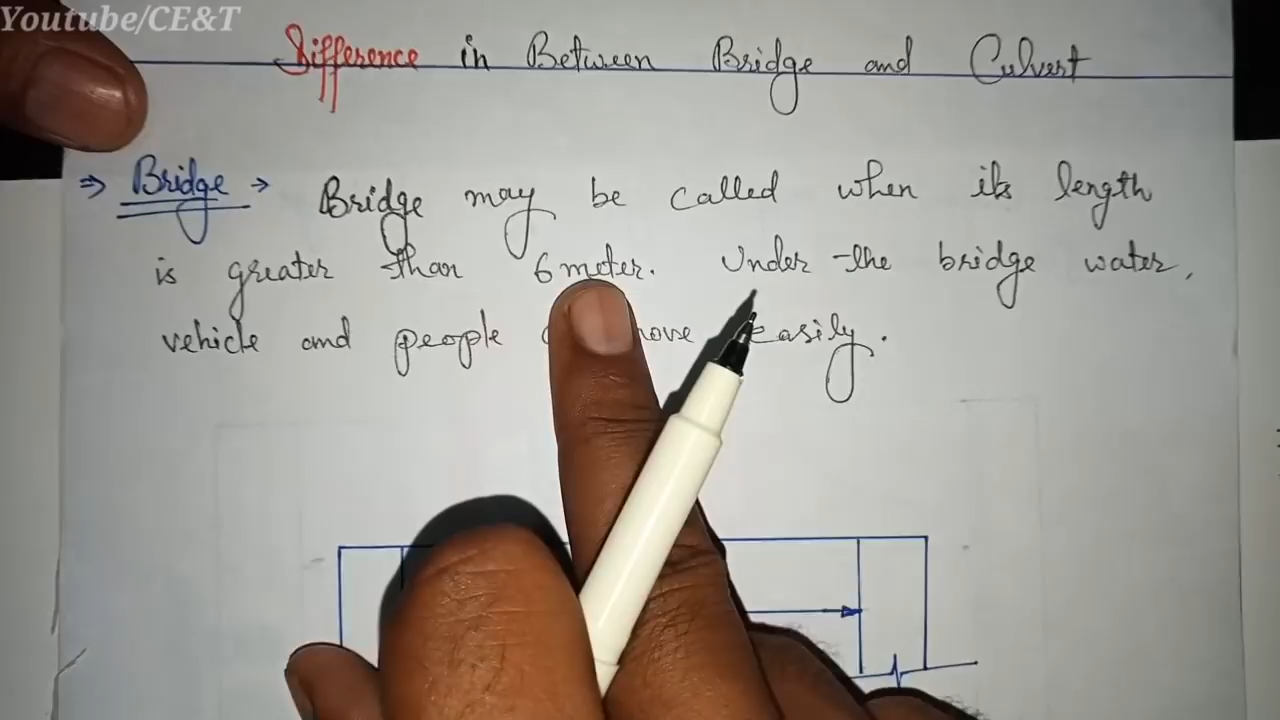 Youtube/CE&T
Difference in Between Bridge and Culvert
⇒ Bridge → Bridge may be called when its length
is greater than 6 meter. Under the bridge water,
vehicle and people easily.